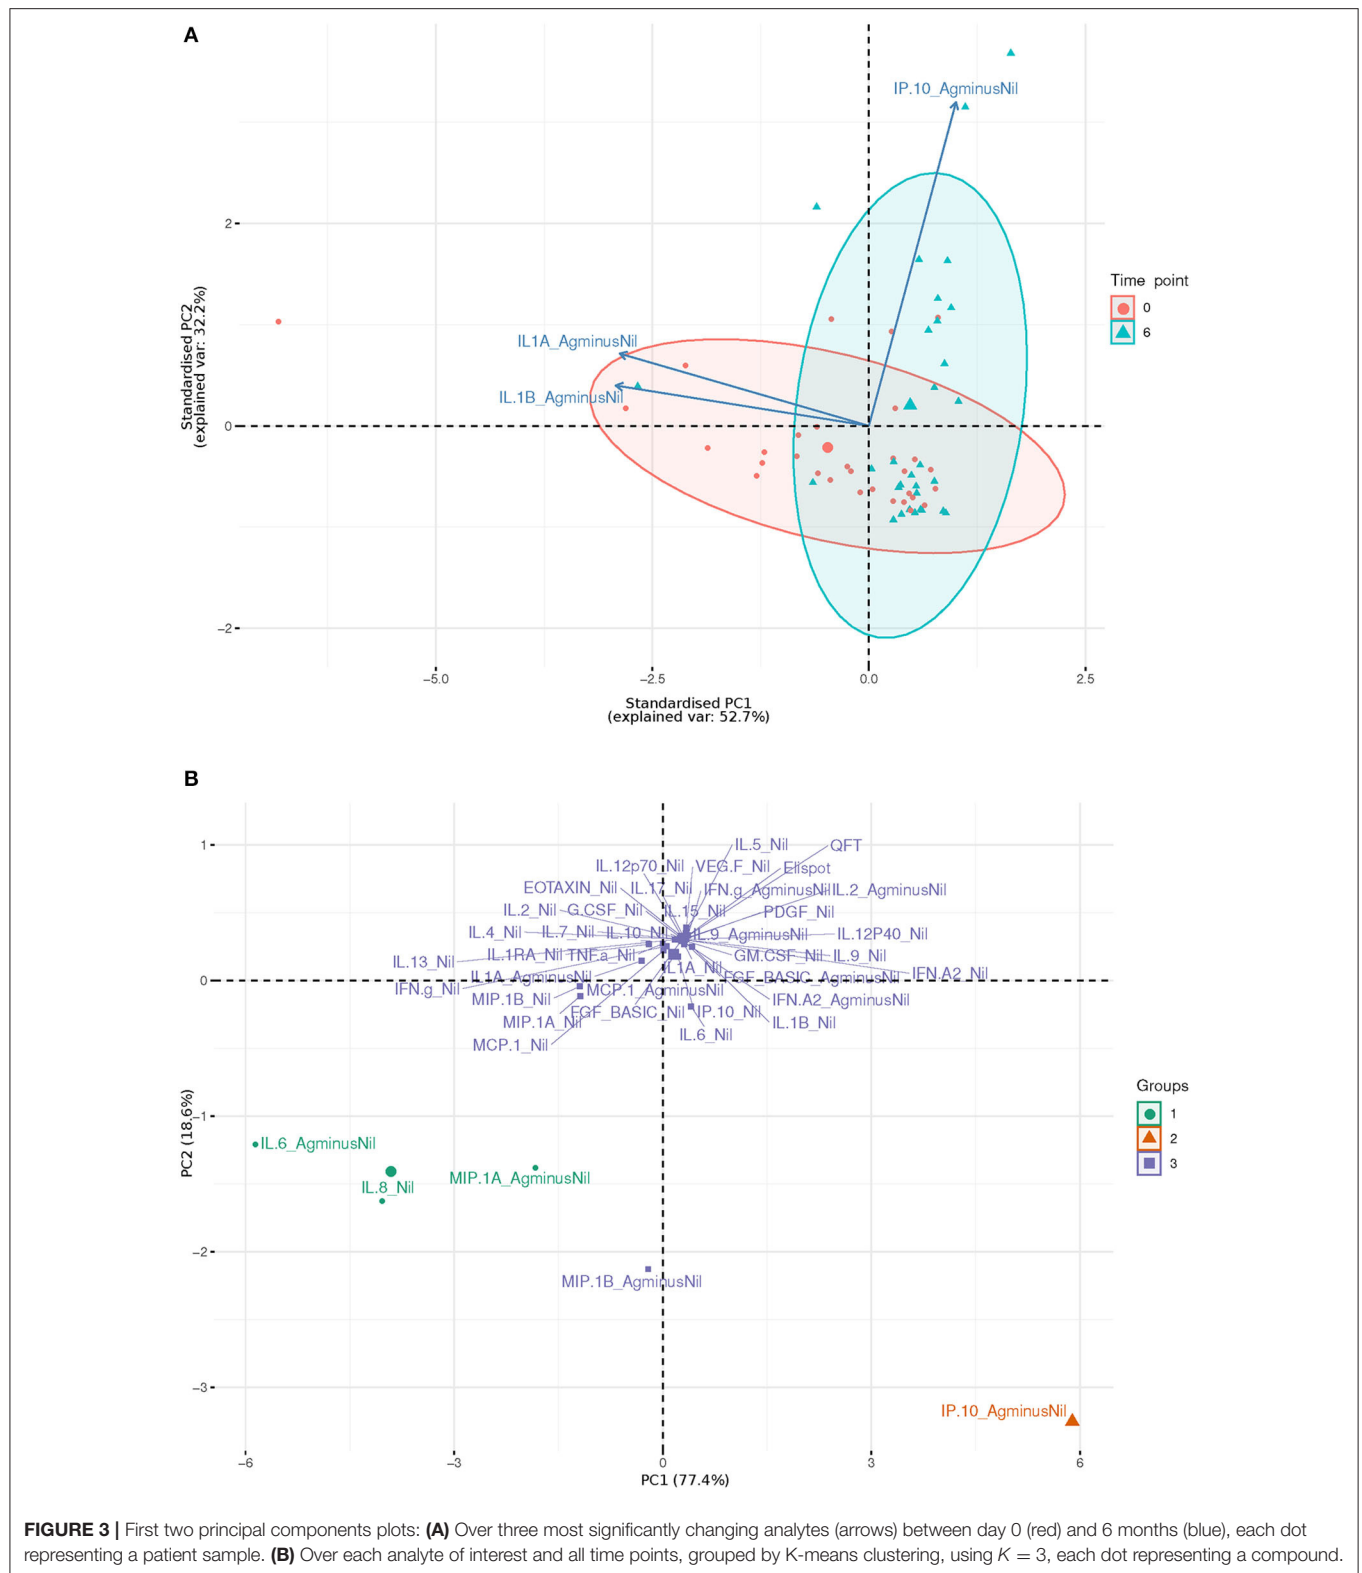 A
IP.10_AgminusNil
2
Standardised PC2
(explained var: 32.2%)
Time point
0
6
IL1A_AgminusNil
IL.1B_AgminusNil
0
−2
−5.0
−2.5
0.0
2.5
Standardised PC1
(explained var: 52.7%)
B
1
IL.5_Nil
QFT
IL.12p70_Nil
VEG.F_Nil
Elispot
EOTAXIN_Nil
IL.17_Nil
IFN.g_AgminusNil
IL.2_AgminusNil
IL.2_Nil
G.CSF_Nil
IL.15_Nil
PDGF_Nil
IL.4_Nil
IL.7_Nil
IL.10_Nil
IL.9_AgminusNil
IL.12P40_Nil
IL.13_Nil
IL.1RA_Nil
TNF.a_Nil
GM.CSF_Nil
IL.9_Nil
IL1A_Nil
IL1A_AgminusNil
FGF_BASIC_AgminusNil
IFN.A2_Nil
0
IFN.g_Nil
MIP.1B_Nil
MCP.1_AgminusNil
IFN.A2_AgminusNil
MIP.1A_Nil
FGF_BASIC_Nil
IP.10_Nil
IL.1B_Nil
MCP.1_Nil
IL.6_Nil
Groups
1
2
3
PC2 (18.6%)
−1
IL.6_AgminusNil
MIP.1A_AgminusNil
IL.8_Nil
−2
MIP.1B_AgminusNil
−3
IP.10_AgminusNil
−6
−3
0
3
6
PC1 (77.4%)
FIGURE 3 | First two principal components plots: (A) Over three most significantly changing analytes (arrows) between day 0 (red) and 6 months (blue), each dot
representing a patient sample. (B) Over each analyte of interest and all time points, grouped by K-means clustering, using K = 3, each dot representing a compound.